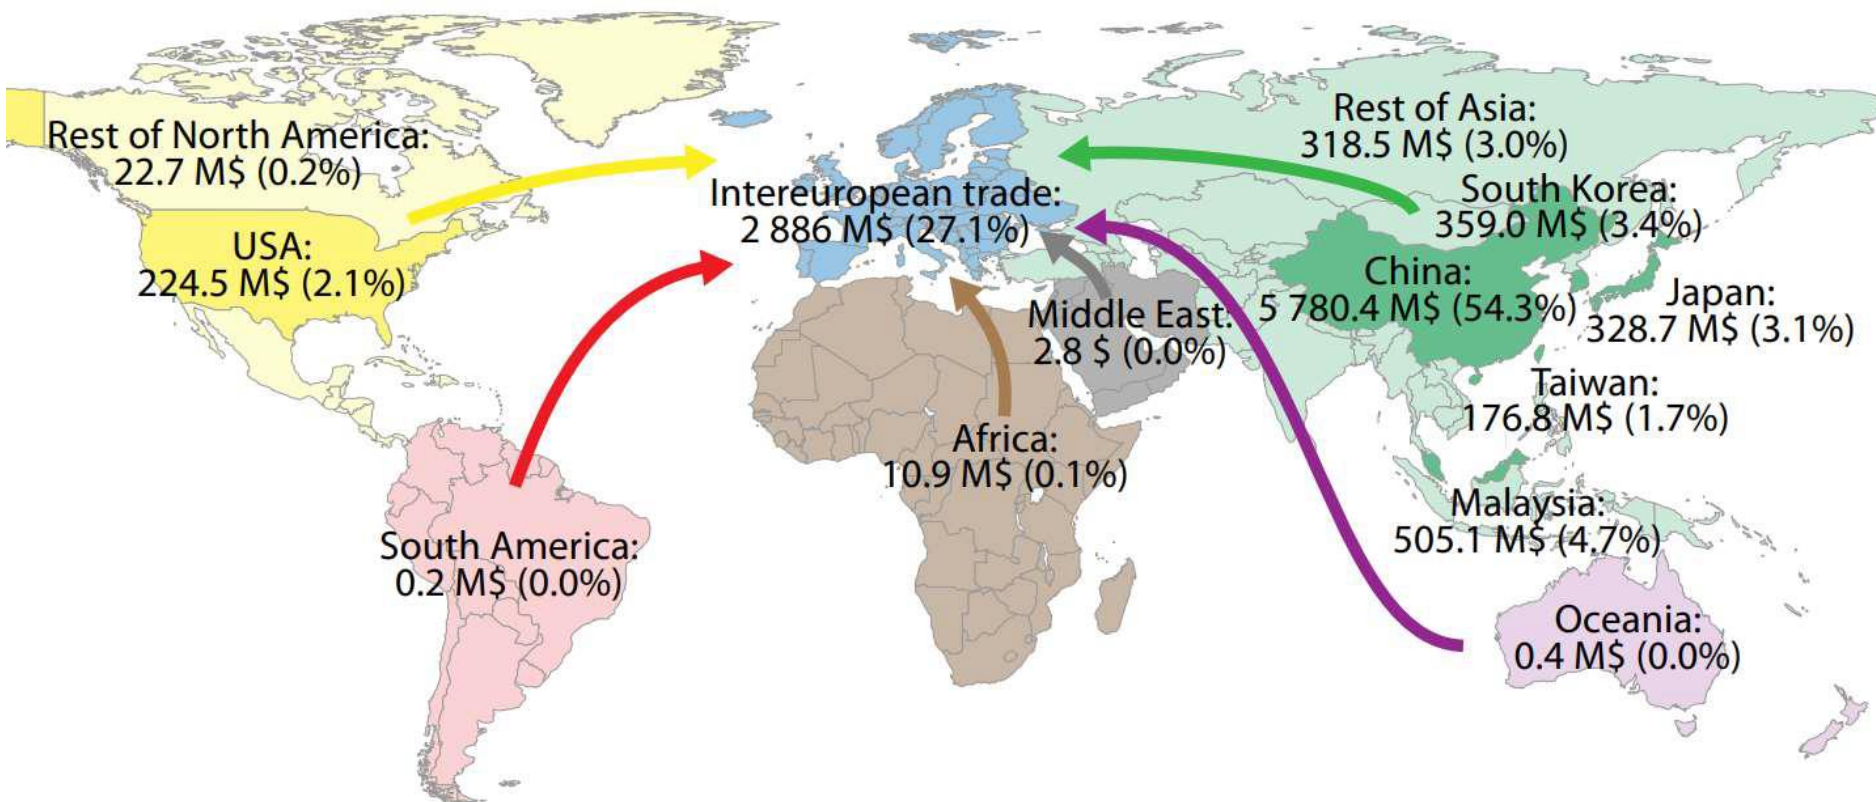 Rest of North America:
22.7 M$ (0.2%)
USA:
224.5 M$ (2.1%)
South America:
0.2 M$ (0.0%)
Intereuropean trade:
2 886 M$ (27.1%)
Middle East:
2.8 $ (0.0%)
Africa:
10.9 M$ (0.1%)
Rest of Asia:
318.5 M$ (3.0%)
South Korea:
359.0 M$ (3.4%)
China:
5 780.4 M$ (54.3%)
Japan:
328.7 M$ (3.1%)
Taiwan:
176.8 M$ (1.7%)
Malaysia:
505.1 M$ (4.7%)
Oceania:
0.4 M$ (0.0%)